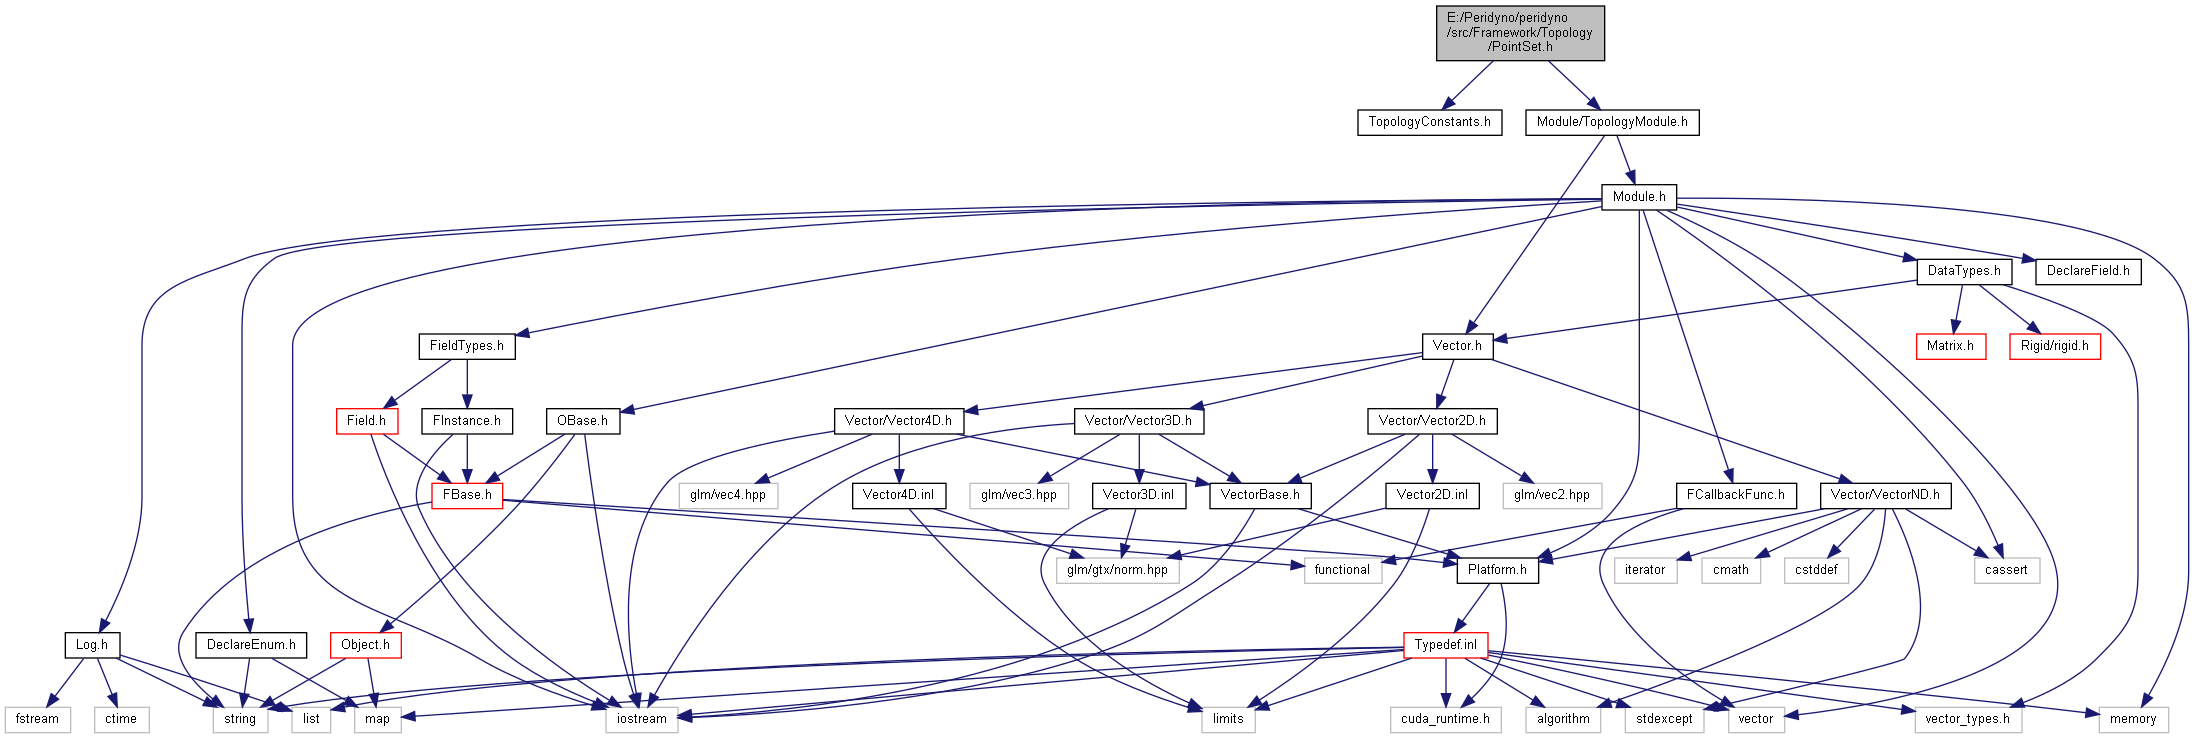 E:/Peridyno/peridyno
/src/Framework/Topology
/PointSet.h
TopologyConstants.h
Module/TopologyModule.h
Module.h
DataTypes.h
DeclareField.h
FieldTypes.h
Vector.h
Matrix.h
Rigid/rigid.h
Field.h
FInstance.h
OBase.h
Vector/Vector4D.h
Vector/Vector3D.h
Vector/Vector2D.h
FBase.h
glm/vec4.hpp
Vector4D.inl
glm/vec3.hpp
Vector3D.inl
VectorBase.h
Vector2D.inl
glm/vec2.hpp
FCallbackFunc.h
Vector/VectorND.h
glm/gtx/norm.hpp
functional
Platform.h
iterator
cmath
cstddef
cassert
Log.h
DeclareEnum.h
Object.h
Typedef.inl
fstream
ctime
string
list
map
iostream
limits
cuda_runtime.h
algorithm
stdexcept
vector
vector_types.h
memory